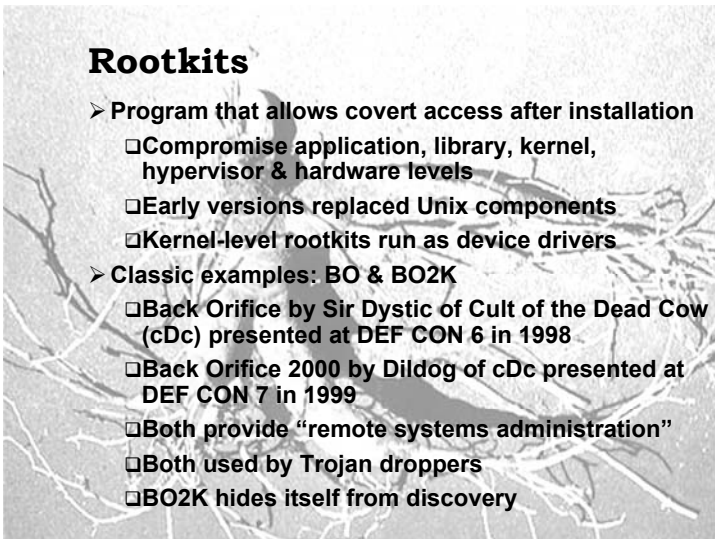 Rootkits
➢ Program that allows covert access after installation
❑Compromise application, library, kernel,
hypervisor & hardware levels
❑Early versions replaced Unix components
❑Kernel-level rootkits run as device drivers
➢ Classic examples: BO & BO2K
❑Back Orifice by Sir Dystic of Cult of the Dead Cow
(cDc) presented at DEF CON 6 in 1998
❑Back Orifice 2000 by Dildog of cDc presented at
DEF CON 7 in 1999
❑Both provide “remote systems administration”
❑Both used by Trojan droppers
❑BO2K hides itself from discovery